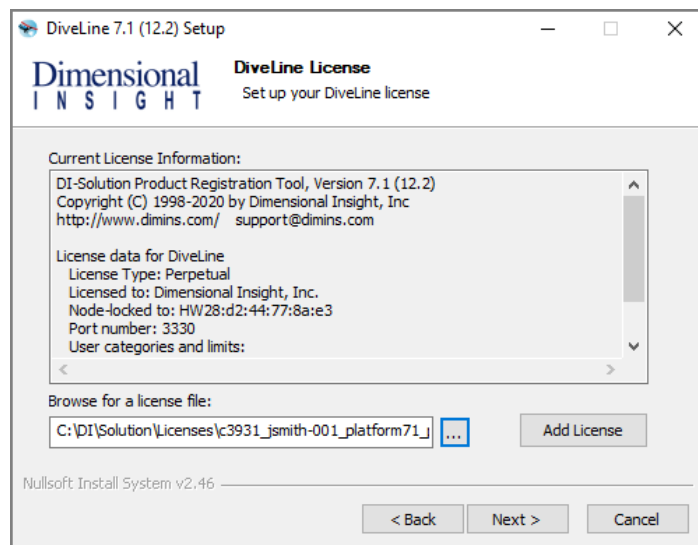 DiveLine 7.1 (12.2) Setup
Dimensional
INSIGHT
DiveLine License
Set up your DiveLine license
Current License Information:
DI-Solution Product Registration Tool, Version 7.1 (12.2)
Copyright (C) 1998-2020 by Dimensional Insight, Inc
http://www.dimins.com/ support@dimins.com
License data for DiveLine
License Type: Perpetual
Licensed to: Dimensional Insight, Inc.
Node-locked to: HW28:d2:44:77:8a:e3
Port number: 3330
User categories and limits:
Browse for a license file:
C:\DI\Solution\Licenses\c3931_jsmith-001_platform71_
...
Add License
Nullsoft Install System v2.46
< Back
Next >
Cancel